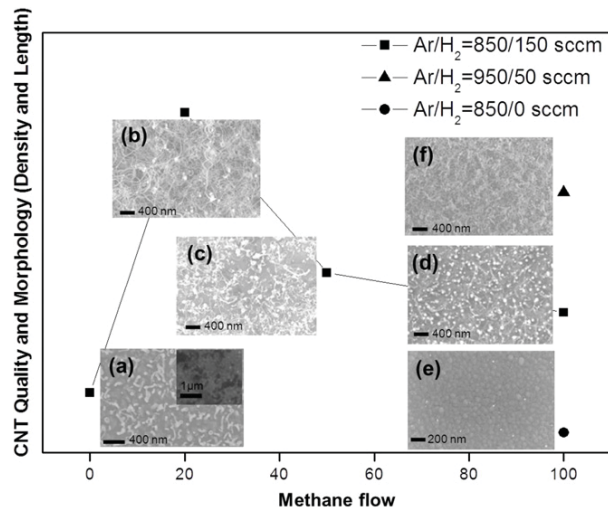 CNT Quality and Morphology (Density and Length)
Ar/H₂=850/150 sccm
Ar/H₂=950/50 sccm
Ar/H₂=850/0 sccm
(b)
400 nm
(f)
400 nm
(c)
400 nm
(d)
400 nm
(a)
1µm
400 nm
(e)
200 nm
0 20 40 60 80 100
Methane flow